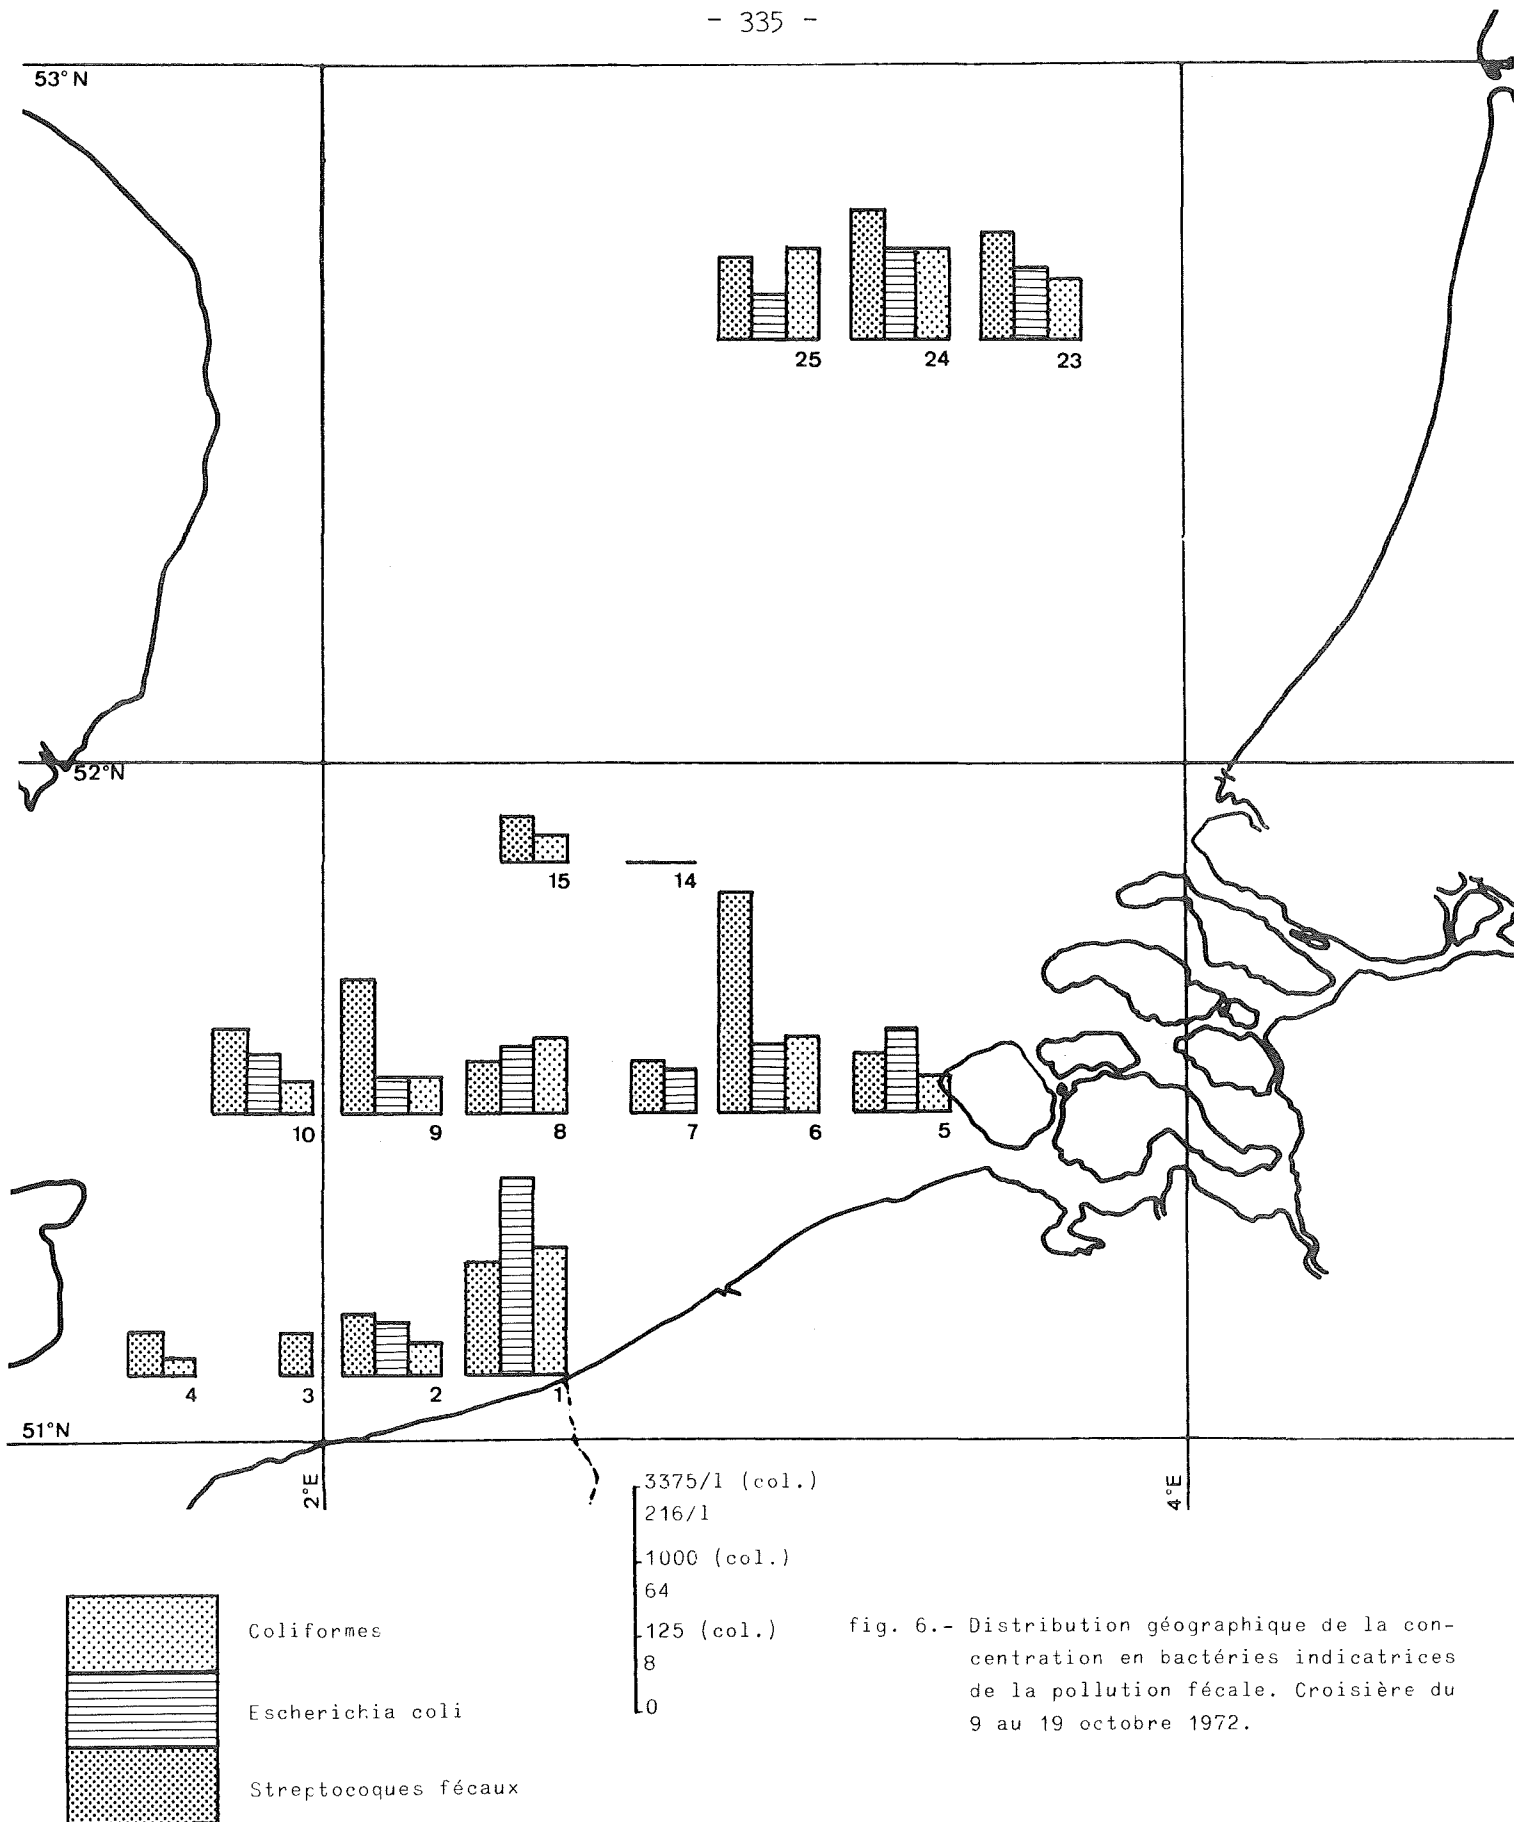 - 335 -
53°N
25
24
23
52°N
15
14
10
9
8
7
6
5
4
3
2
1
51°N
2°E
4°E
3375/l (col.)
216/l
1000 (col.)
64
125 (col.)
8
0
Coliformes
Escherichia coli
Streptocoques fécaux
fig. 6.- Distribution géographique de la con-
centration en bactéries indicatrices
de la pollution fécale. Croisière du
9 au 19 octobre 1972.